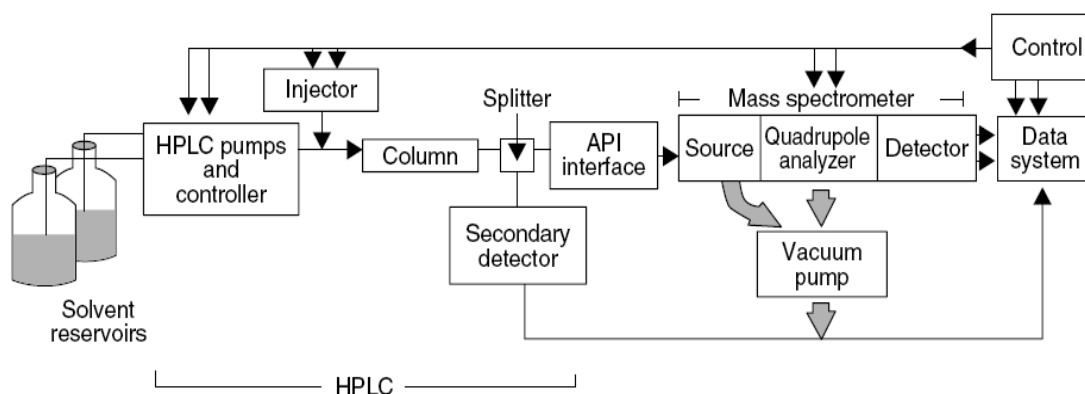 Control
Injector
Splitter
Mass spectrometer
HPLC pumps
and
controller
Column
API
interface
Source
Quadrupole
analyzer
Detector
Data
system
Secondary
detector
Vacuum
pump
Solvent
reservoirs
HPLC